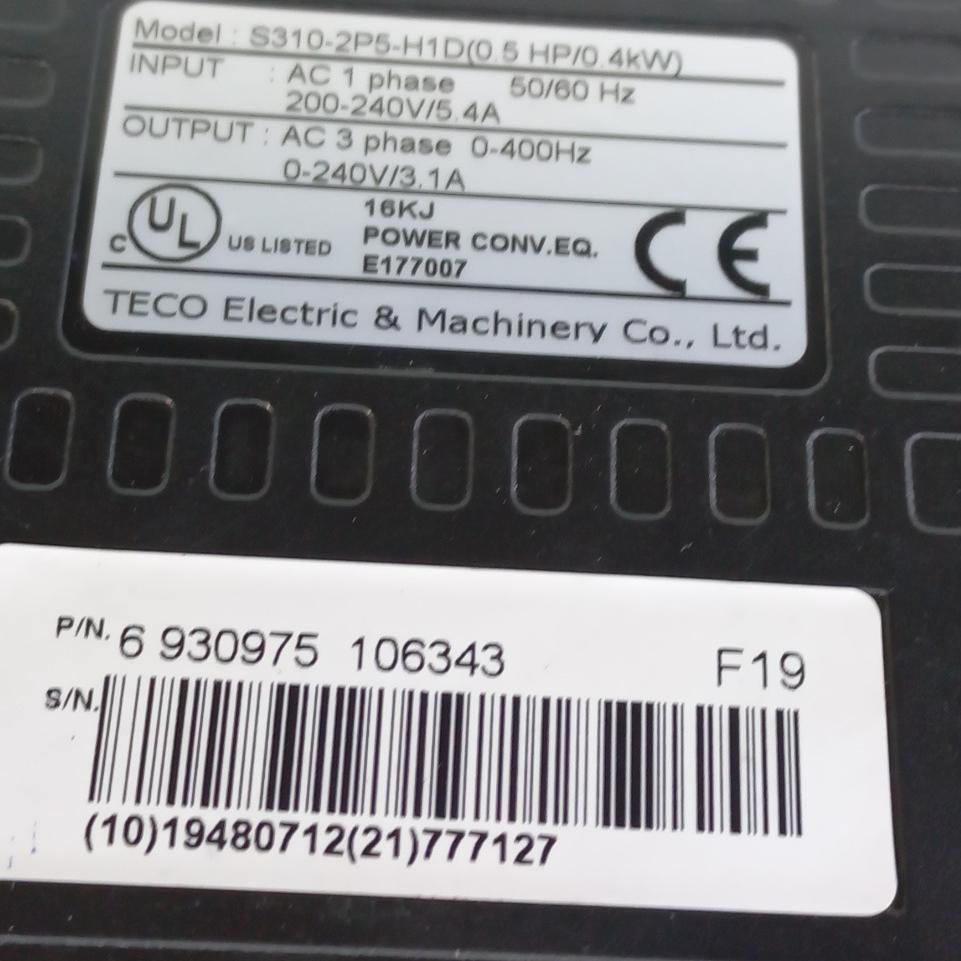 Model : S310-2P5-H1D(0.5 HP/0.4kW)
INPUT : AC 1 phase 50/60 Hz
200-240V/5.4A
OUTPUT : AC 3 phase 0-400Hz
0-240V/3.1A
C UL US LISTED
16KJ
POWER CONV.EQ.
E177007
CE
TECO Electric & Machinery Co., Ltd.
P/N. 6 930975 106343 F19
S/N.
(10)19480712(21)777127